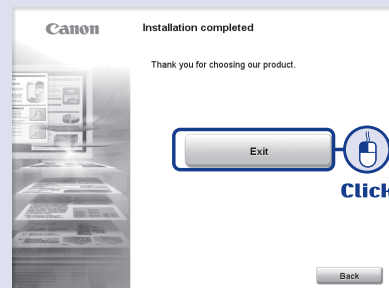 Canon
Installation completed
Thank you for choosing our product.
Exit
Click
Back